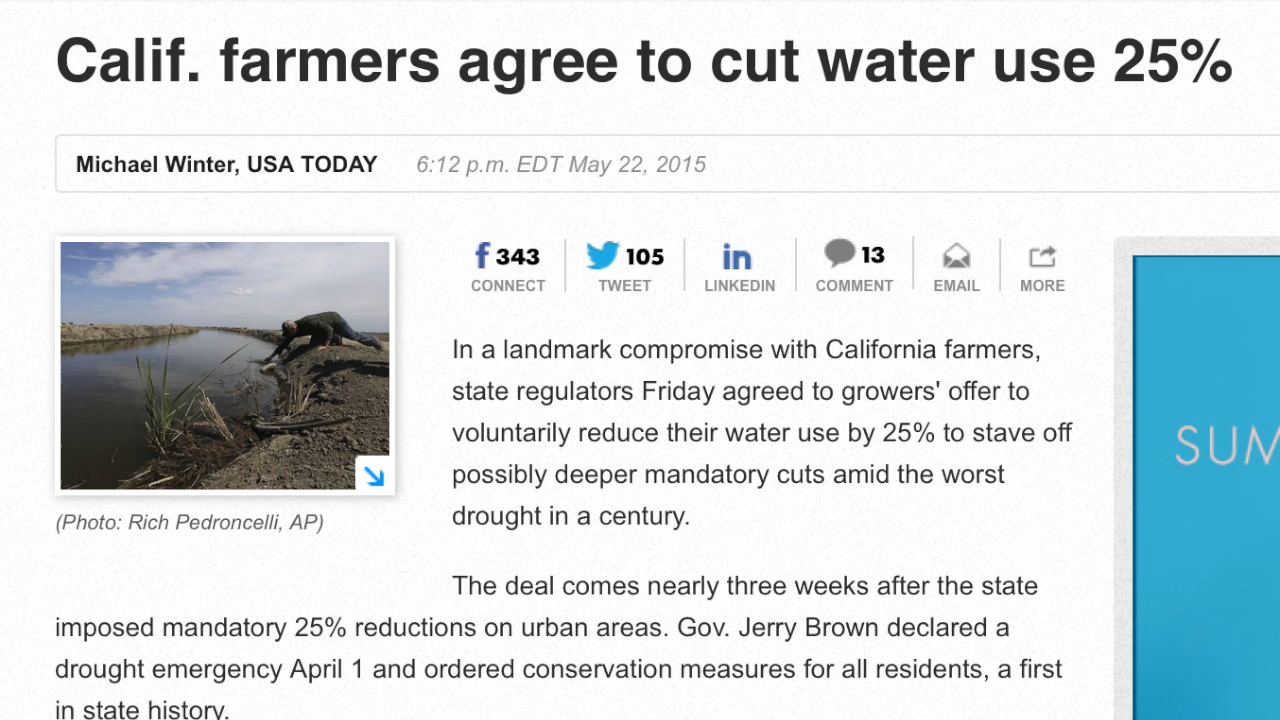 Calif. farmers agree to cut water use 25%
Michael Winter, USA TODAY 6:12 p.m. EDT May 22, 2015
f 343 105 in 13
CONNECT TWEET LINKEDIN COMMENT EMAIL MORE
(Photo: Rich Pedroncelli, AP)
In a landmark compromise with California farmers,
state regulators Friday agreed to growers' offer to
voluntarily reduce their water use by 25% to stave off
possibly deeper mandatory cuts amid the worst
drought in a century.
The deal comes nearly three weeks after the state
imposed mandatory 25% reductions on urban areas. Gov. Jerry Brown declared a
drought emergency April 1 and ordered conservation measures for all residents, a first
in state history.
SUM